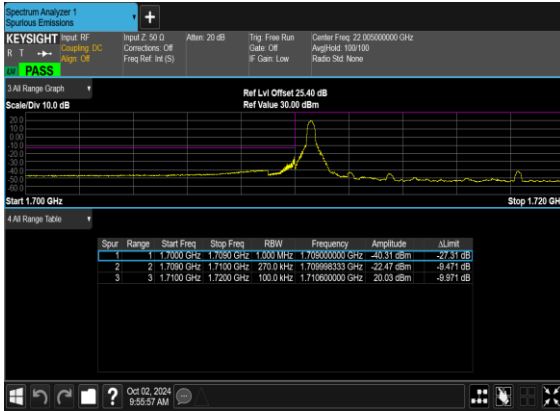 Spectrum Analyzer 1
Spurious Emissions
KEYSIGHT Input: RF Input Z: 50 Ω Atten: 20 dB Trig: Free Run Center Freq: 22.005000000 GHz
R T Coupling: DC Corrections: Off Gate: Off Avg|Hold: 100/100
Align: Off Freq Ref: Int (S) IF Gain: Low Radio Std: None
PASS
3 All Range Graph
Ref Lvl Offset 25.40 dB
Scale/Div 10.0 dB Ref Value 30.00 dBm
20.0
10.0
0.00
-10.0
-20.0
-30.0
-40.0
-50.0
-60.0
Start 1.700 GHz Stop 1.720 GH
4 All Range Table
Spur Range Start Freq Stop Freq RBW Frequency Amplitude ΔLimit
1 1 1.7000 GHz 1.7090 GHz 1.000 MHz 1.709000000 GHz -40.31 dBm -27.31 dB
2 2 1.7090 GHz 1.7100 GHz 270.0 kHz 1.709998333 GHz -22.47 dBm -9.471 dB
3 3 1.7100 GHz 1.7200 GHz 100.0 kHz 1.710600000 GHz 20.03 dBm -9.971 dB
Oct 02, 2024
9:55:57 AM